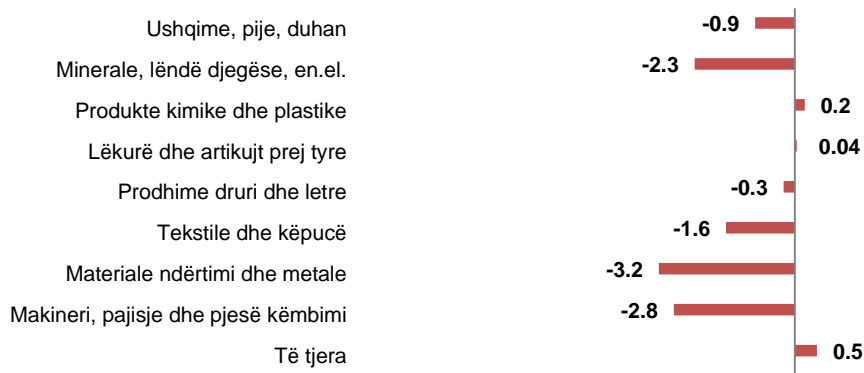 Ushqime, pije, duhan -0.9
Minerale, lëndë djegëse, en.el. -2.3
Produkte kimike dhe plastike 0.2
Lëkurë dhe artikujt prej tyre 0.04
Prodhime druri dhe letre -0.3
Tekstile dhe këpucë -1.6
Materiale ndërtimi dhe metale -3.2
Makineri, pajisje dhe pjesë këmbimi -2.8
Të tjera 0.5